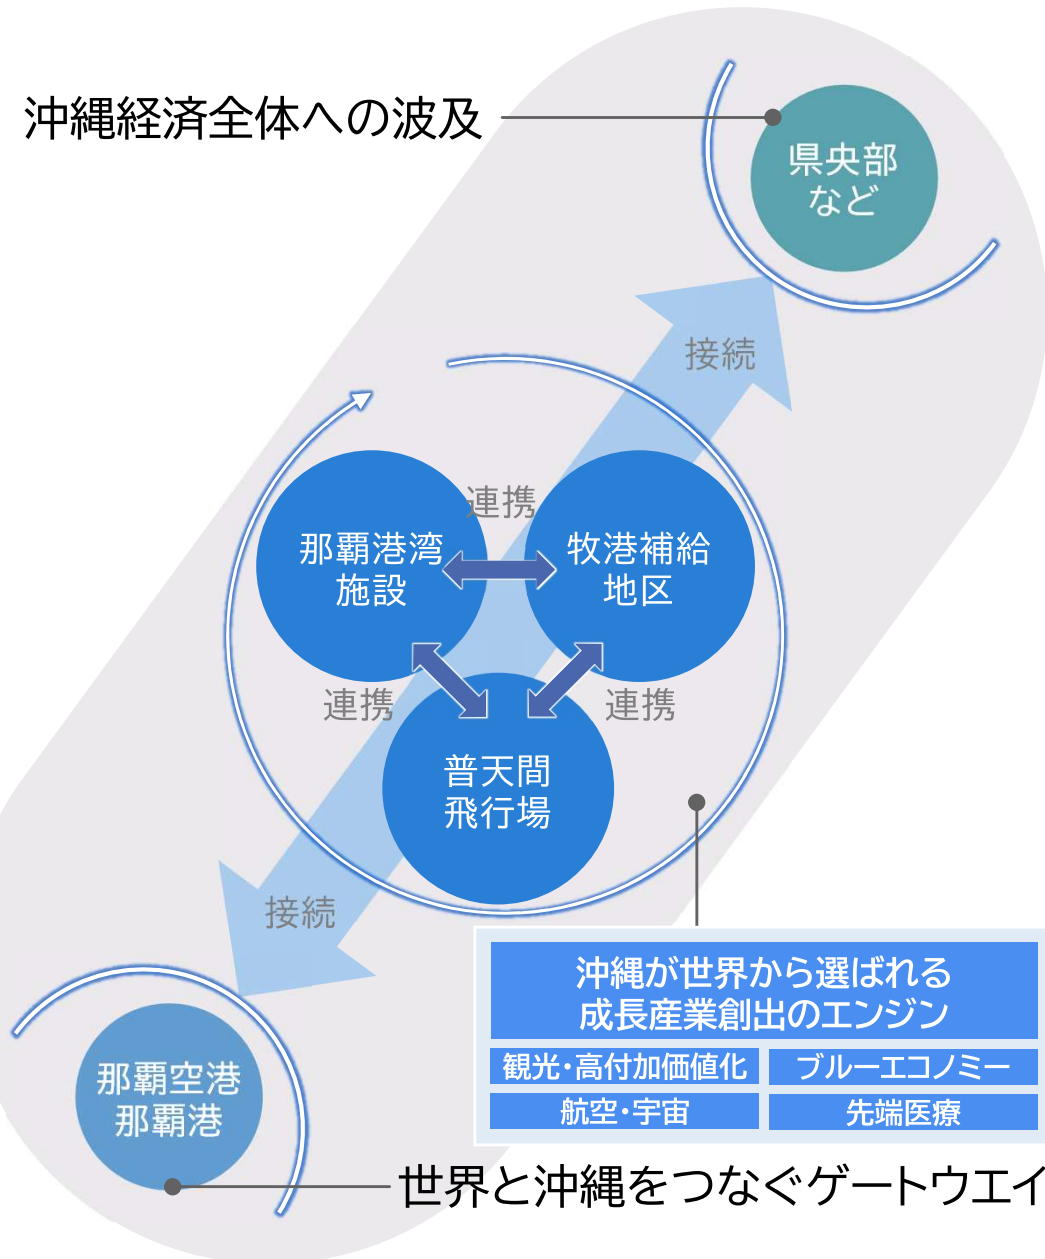 沖縄経済全体への波及
県央部
など
接続
連携
那覇港湾
施設
牧港補給
地区
連携
連携
普天間
飛行場
接続
沖縄が世界から選ばれる
成長産業創出のエンジン
観光・高付加価値化
ブルーエコノミー
航空・宇宙
先端医療
那覇空港
那覇港
世界と沖縄をつなぐゲートウエイ